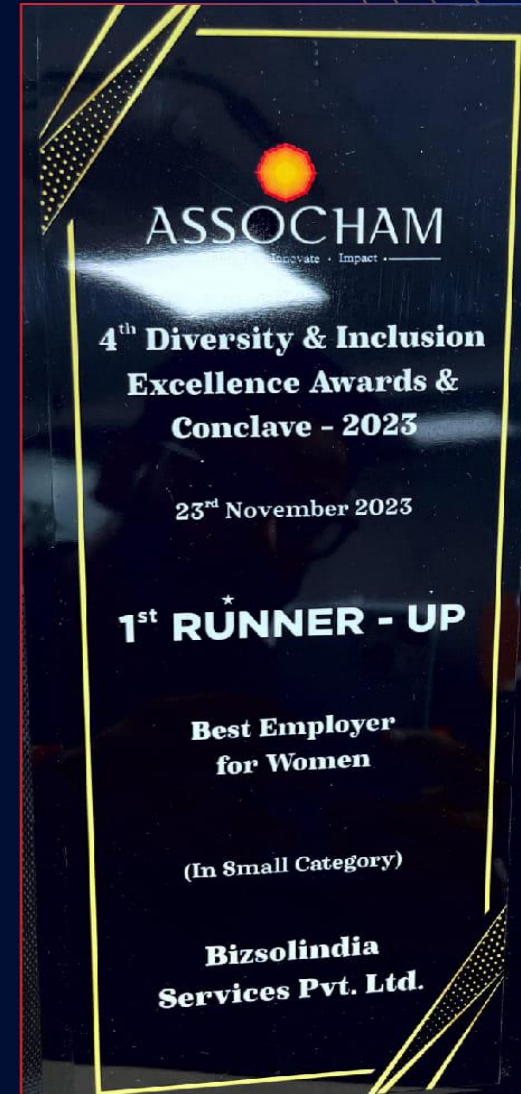 ASSOCHAM
Innovate · Impact
4th Diversity & Inclusion
Excellence Awards &
Conclave - 2023
23rd November 2023
1st RUNNER - UP
Best Employer
for Women
(In Small Category)
Bizsolindia
Services Pvt. Ltd.